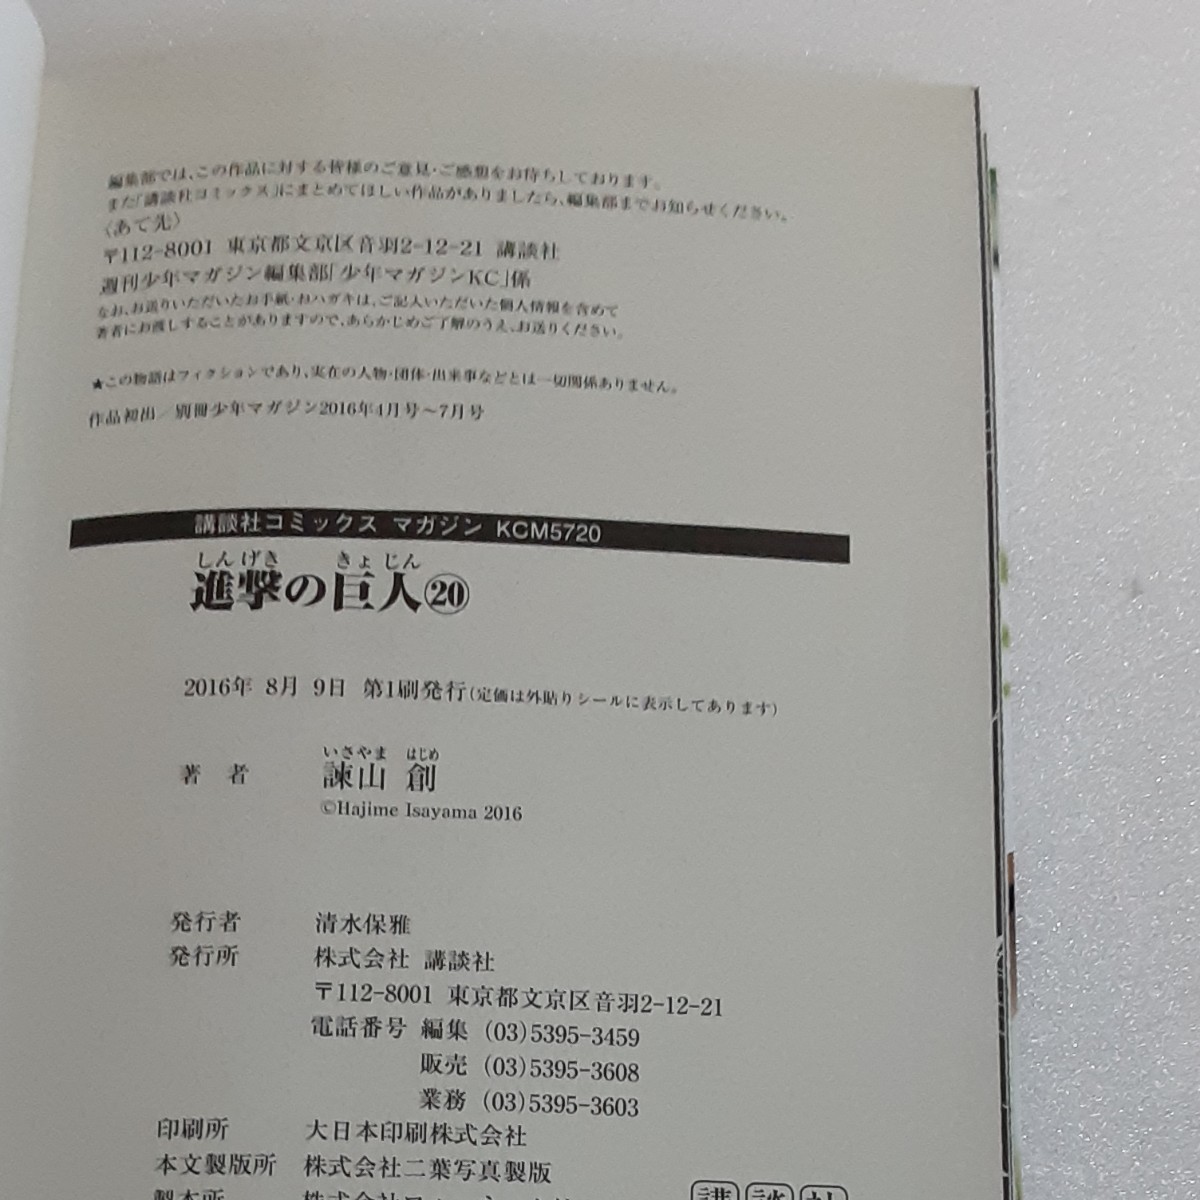 編集部では、この作品に対する皆様のご意見・ご感想をお待ちしております。
また「講談社コミックス」にまとめてほしい作品がありましたら、編集部までお知らせください。
〈あて先〉
〒112-8001 東京都文京区音羽2-12-21 講談社
週刊少年マガジン編集部「少年マガジンKC」係
なお、お送りいただいたお手紙・おハガキは、ご記入いただいた個人情報を含めて
著者にお渡しすることがありますので、あらかじめご了解のうえ、お送りください。
★この物語はフィクションであり、実在の人物・団体・出来事などとは一切関係ありません。
作品初出／別冊少年マガジン2016年4月号〜7月号
講談社コミックス マガジン KCM5720
しんげき きょじん
進撃の巨人⑳
2016年 8月 9日 第1刷発行(定価は外貼りシールに表示してあります)
いさやま はじめ
著者 諫山 創
©Hajime Isayama 2016
発行者 清水保雅
発行所 株式会社 講談社
〒112-8001 東京都文京区音羽2-12-21
電話番号 編集 (03)5395-3459
販売 (03)5395-3608
業務 (03)5395-3603
印刷所 大日本印刷株式会社
本文製版所 株式会社二葉写真製版
製本所 株式会社
講談社